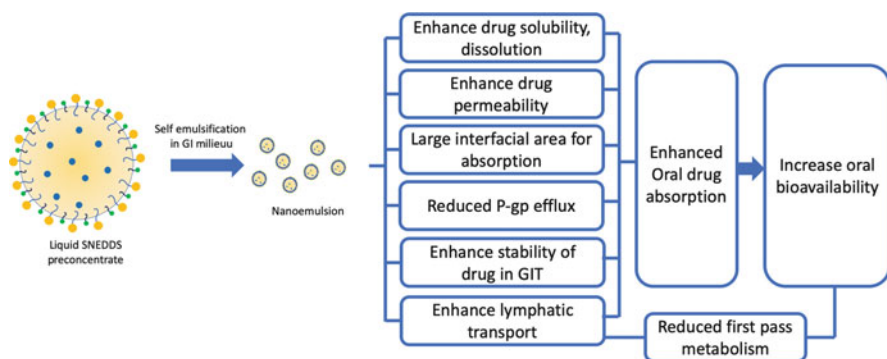 Liquid SNEDDS
preconcentrate
Self emulsification
in GI milieuu
Nanoemulsion
Enhance drug solubility,
dissolution
Enhance drug
permeability
Large interfacial area for
absorption
Reduced P-gp efflux
Enhance stability of
drug in GIT
Enhance lymphatic
transport
Enhanced
Oral drug
absorption
Increase oral
bioavailability
Reduced first pass
metabolism